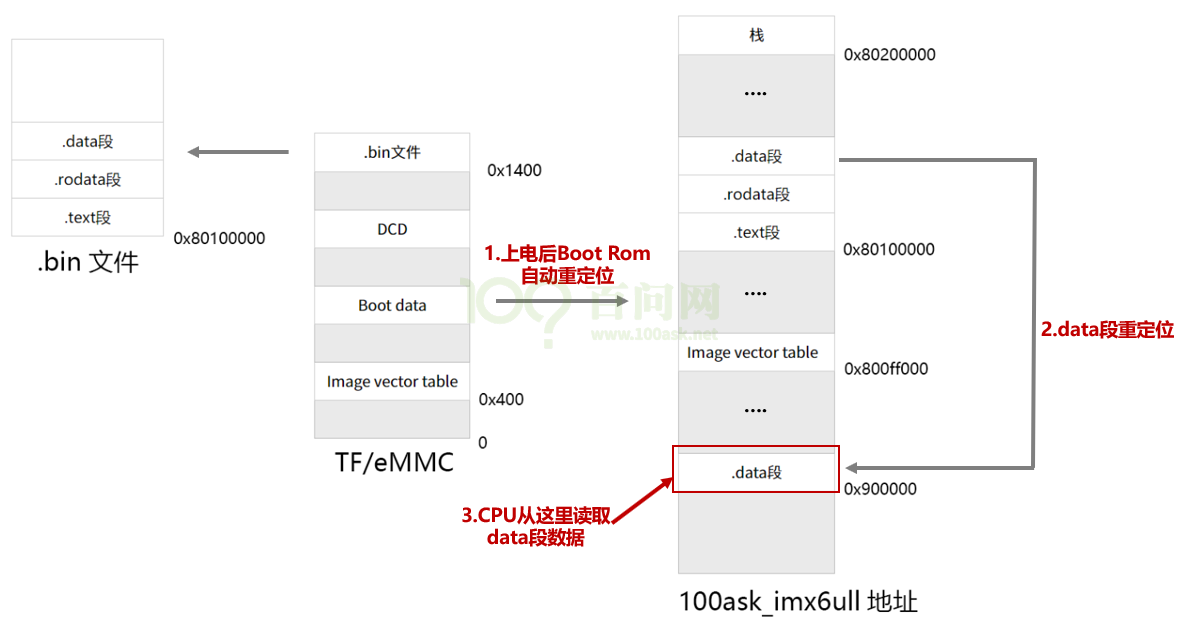 .data段
.rodata段
.text段
0x80100000
.bin 文件
.bin文件
0x1400
DCD
Boot data
Image vector table
0x400
0
TF/eMMC
1.上电后Boot Rom
自动重定位
百问网
www.100ask.net
栈
0x80200000
....
.data段
.rodata段
.text段
0x80100000
....
Image vector table
0x800ff000
....
.data段
0x900000
2.data段重定位
3.CPU从这里读取
data段数据
100ask_imx6ull 地址